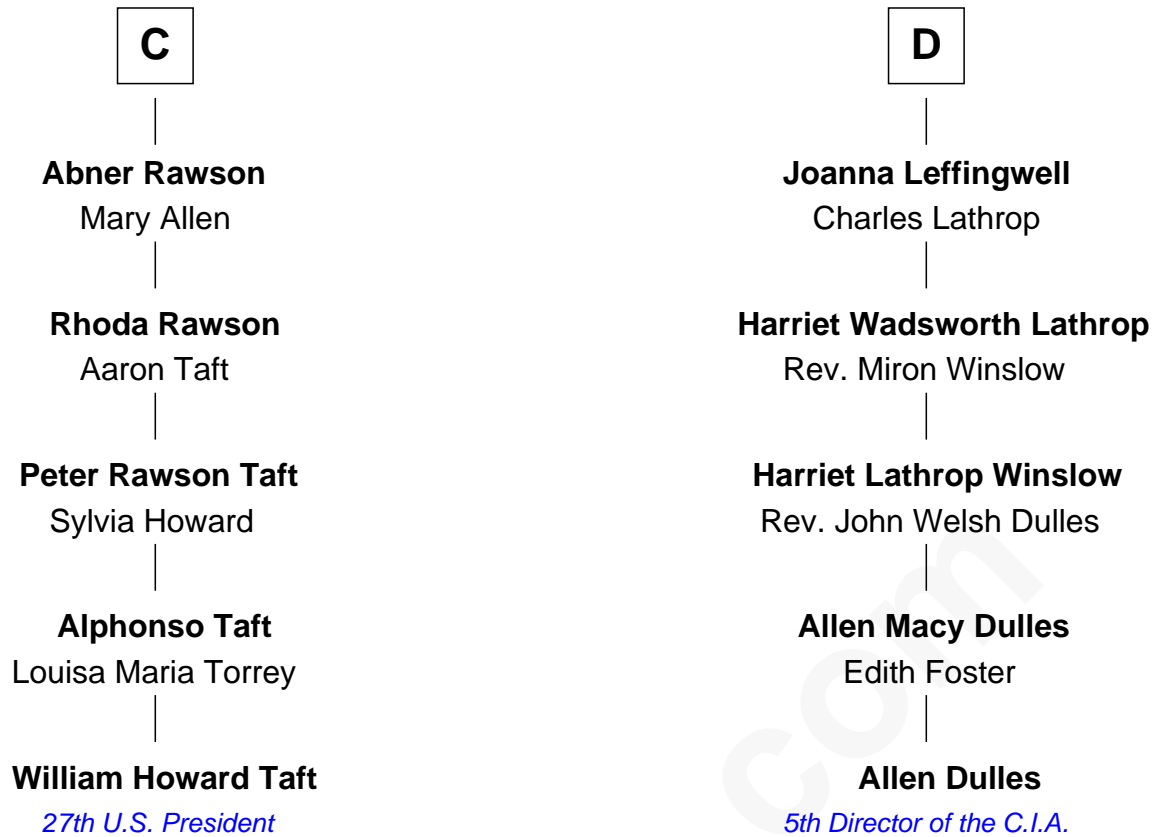 C
Abner Rawson
Mary Allen
Rhoda Rawson
Aaron Taft
Peter Rawson Taft
Sylvia Howard
Alphonso Taft
Louisa Maria Torrey
William Howard Taft
27th U.S. President
D
Joanna Leffingwell
Charles Lathrop
Harriet Wadsworth Lathrop
Rev. Miron Winslow
Harriet Lathrop Winslow
Rev. John Welsh Dulles
Allen Macy Dulles
Edith Foster
Allen Dulles
5th Director of the C.I.A.
com